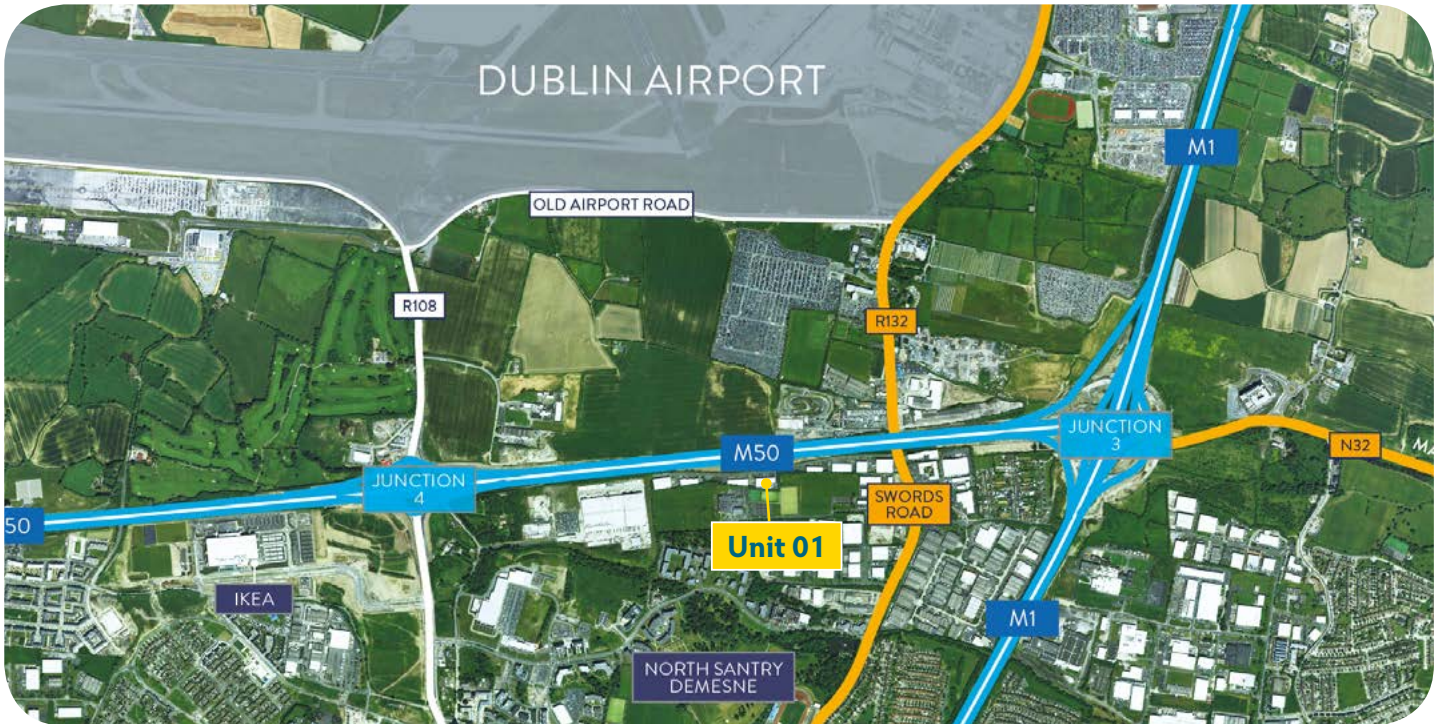 DUBLIN AIRPORT
M1
OLD AIRPORT ROAD
R108
R132
JUNCTION
3
N32
M50
JUNCTION
4
SWORDS
ROAD
50
Unit 01
IKEA
M1
NORTH SANTRY
DEMESNE